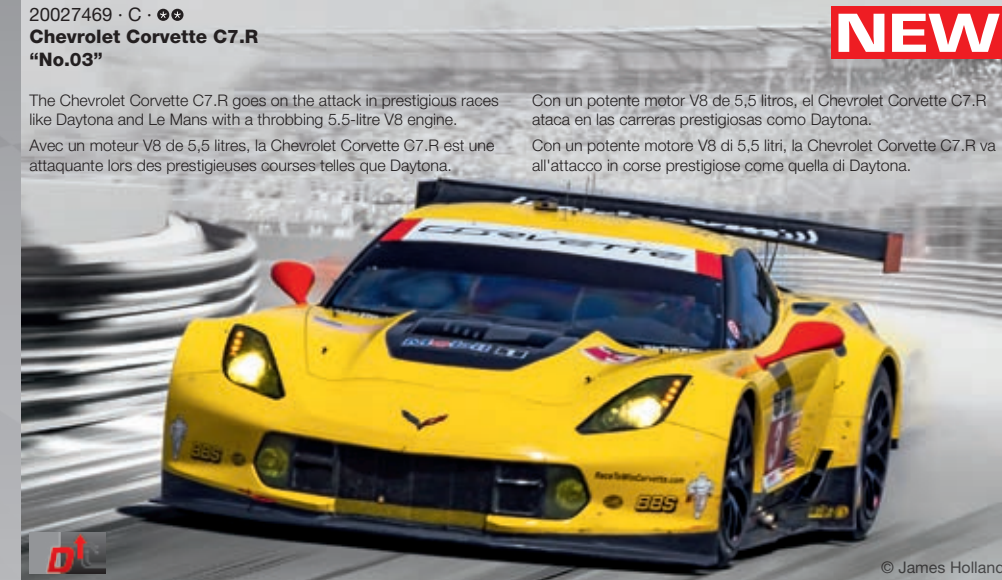 20027469 · C · ✪✪
Chevrolet Corvette C7.R
“No.03”
NEW
The Chevrolet Corvette C7.R goes on the attack in prestigious races
like Daytona and Le Mans with a throbbing 5.5-litre V8 engine.
Avec un moteur V8 de 5,5 litres, la Chevrolet Corvette C7.R est une
attaquante lors des prestigieuses courses telles que Daytona.
Con un potente motor V8 de 5,5 litros, el Chevrolet Corvette C7.R
ataca en las carreras prestigiosas como Daytona.
Con un potente motore V8 di 5,5 litri, la Chevrolet Corvette C7.R va
all'attacco in corse prestigiose come quella di Daytona.
CORVETTE
Mobil 1
3
BBS
RaceToWinCorvette.com
BBS
D
© James Holland